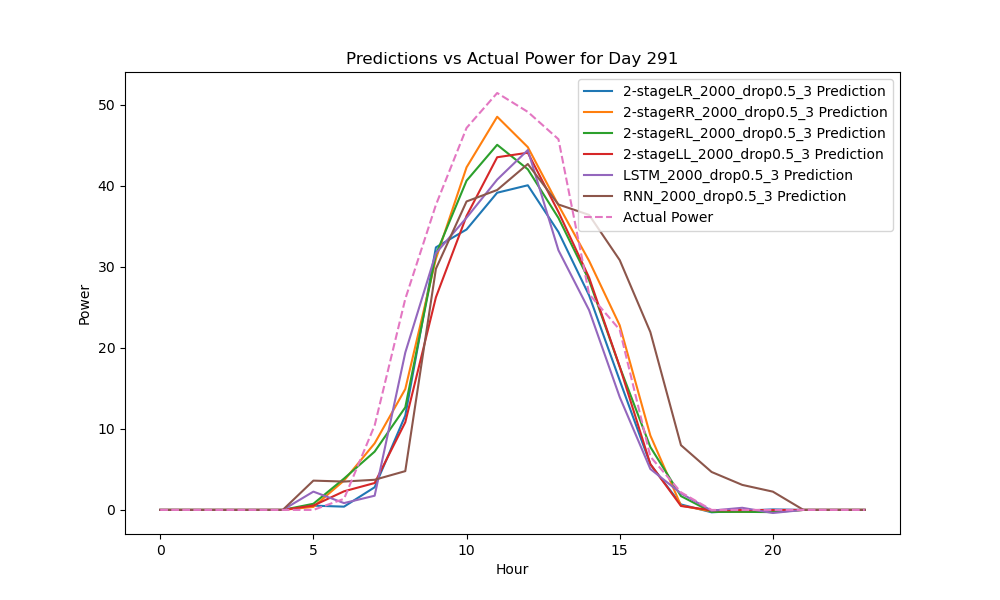 Predictions vs Actual Power for Day 291
2-stageLR_2000_drop0.5_3 Prediction
2-stageRR_2000_drop0.5_3 Prediction
2-stageRL_2000_drop0.5_3 Prediction
2-stageLL_2000_drop0.5_3 Prediction
LSTM_2000_drop0.5_3 Prediction
RNN_2000_drop0.5_3 Prediction
Actual Power
Power
50
40
30
20
10
0
0 5 10 15 20
Hour